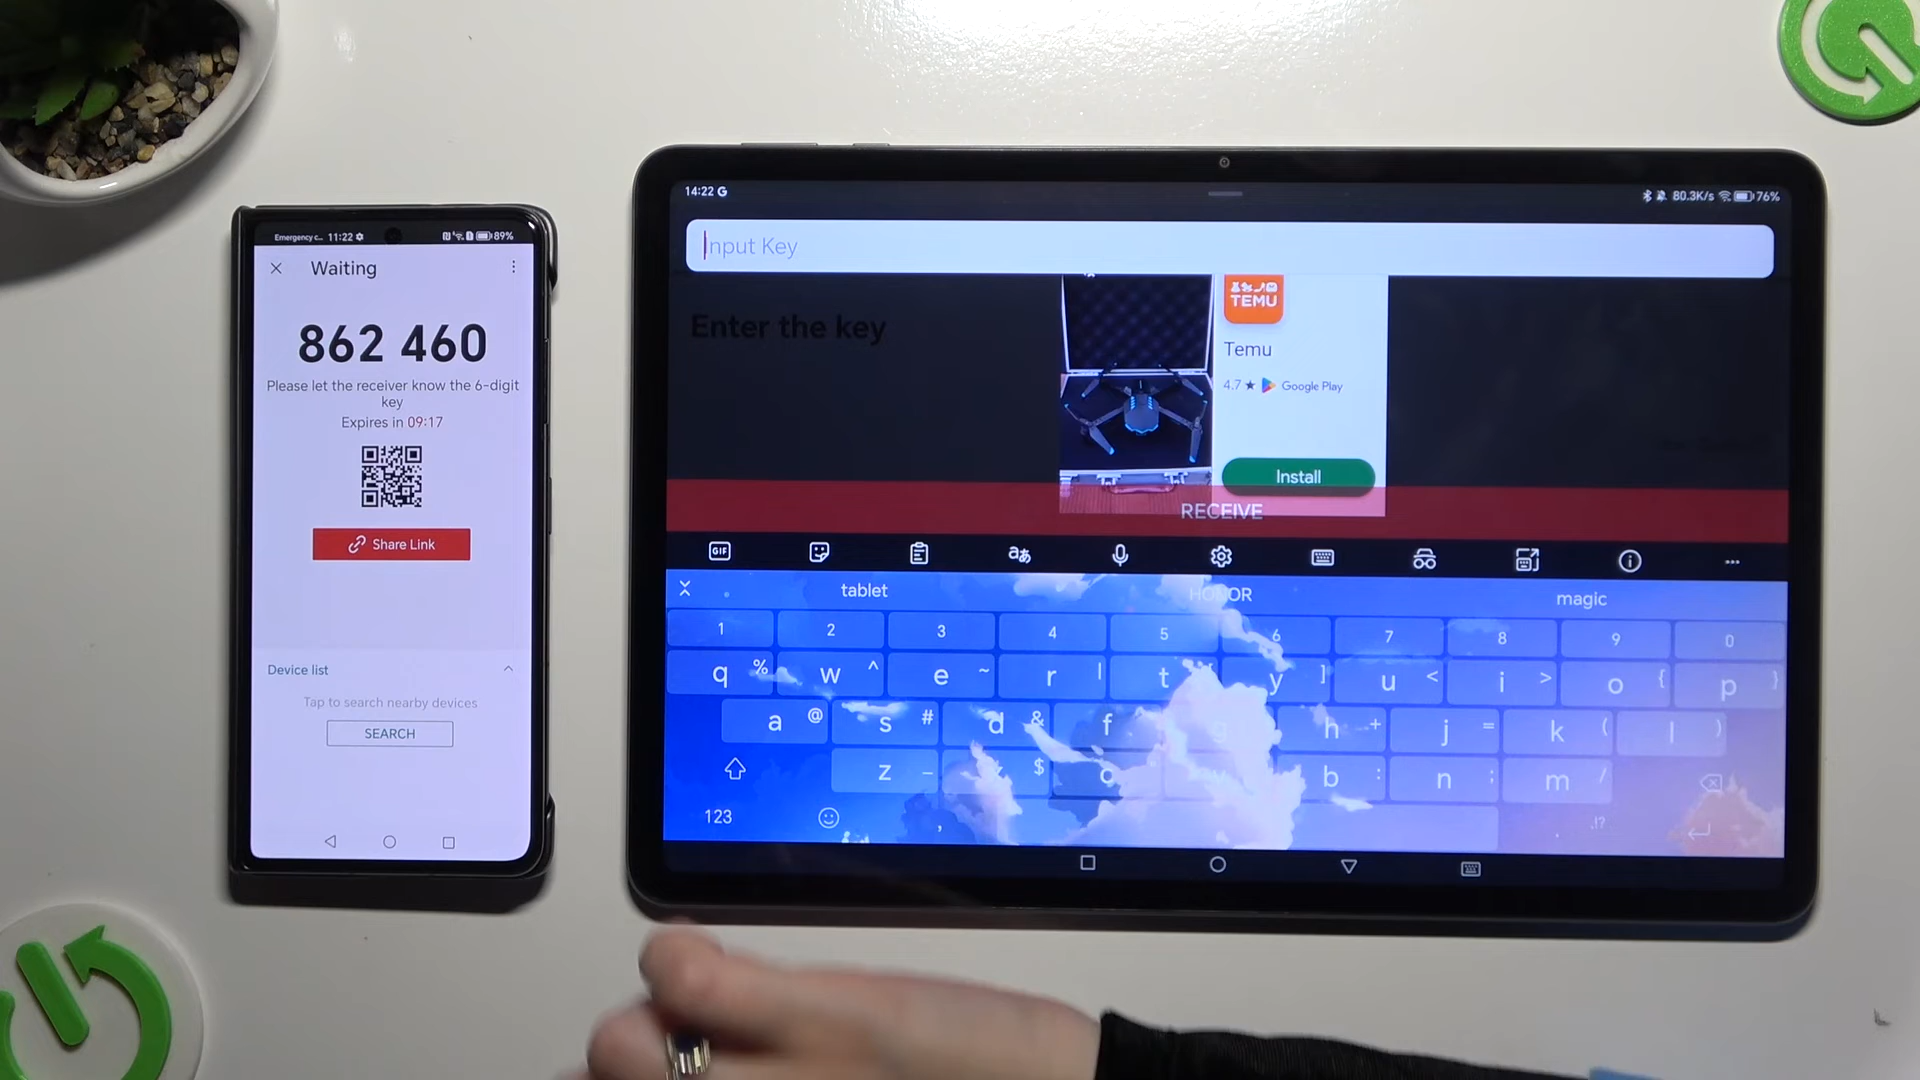 Emergency c... 11:22
89%
Waiting
862 460
Please let the receiver know the 6-digit
key
Expires in 09:17
Share Link
Device list
Tap to search nearby devices
SEARCH
14:22 G
80.3K/s 76%
Input Key
Enter the key
TEMU
Temu
4.7 ★ Google Play
Install
RECEIVE
GIF
tablet HONOR magic
1 2 3 4 5 6 7 8 9 0
q % w ^ e ~ r | t [ y ] u < i > o { p }
a @ s # d & f g h + j = k ( l )
z _ $ c v b : n ; m /
123 , . !?